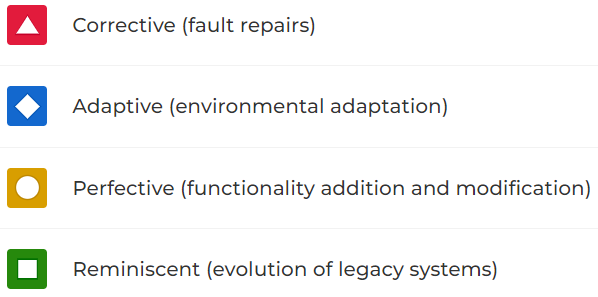 Corrective (fault repairs)
Adaptive (environmental adaptation)
Perfective (functionality addition and modification)
Reminiscent (evolution of legacy systems)